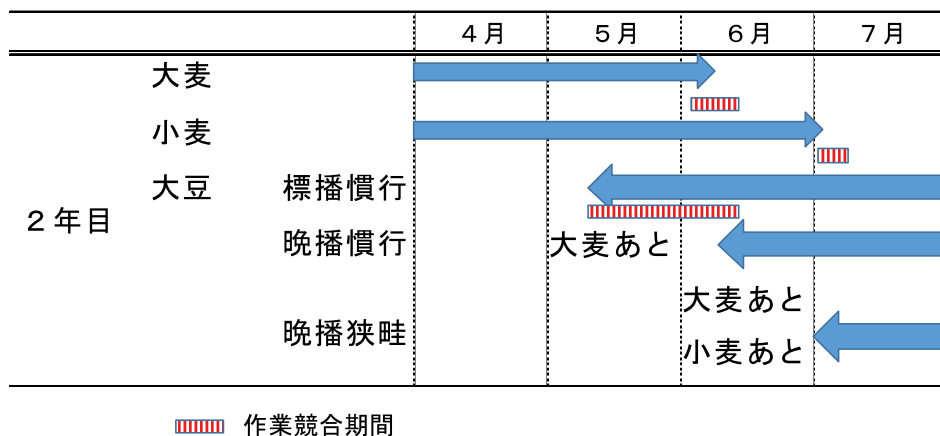 ４月 ５月 ６月 ７月
大麦
小麦
大豆 標播慣行
２年目
晩播慣行 大麦あと
大麦あと
晩播狭畦
小麦あと
作業競合期間